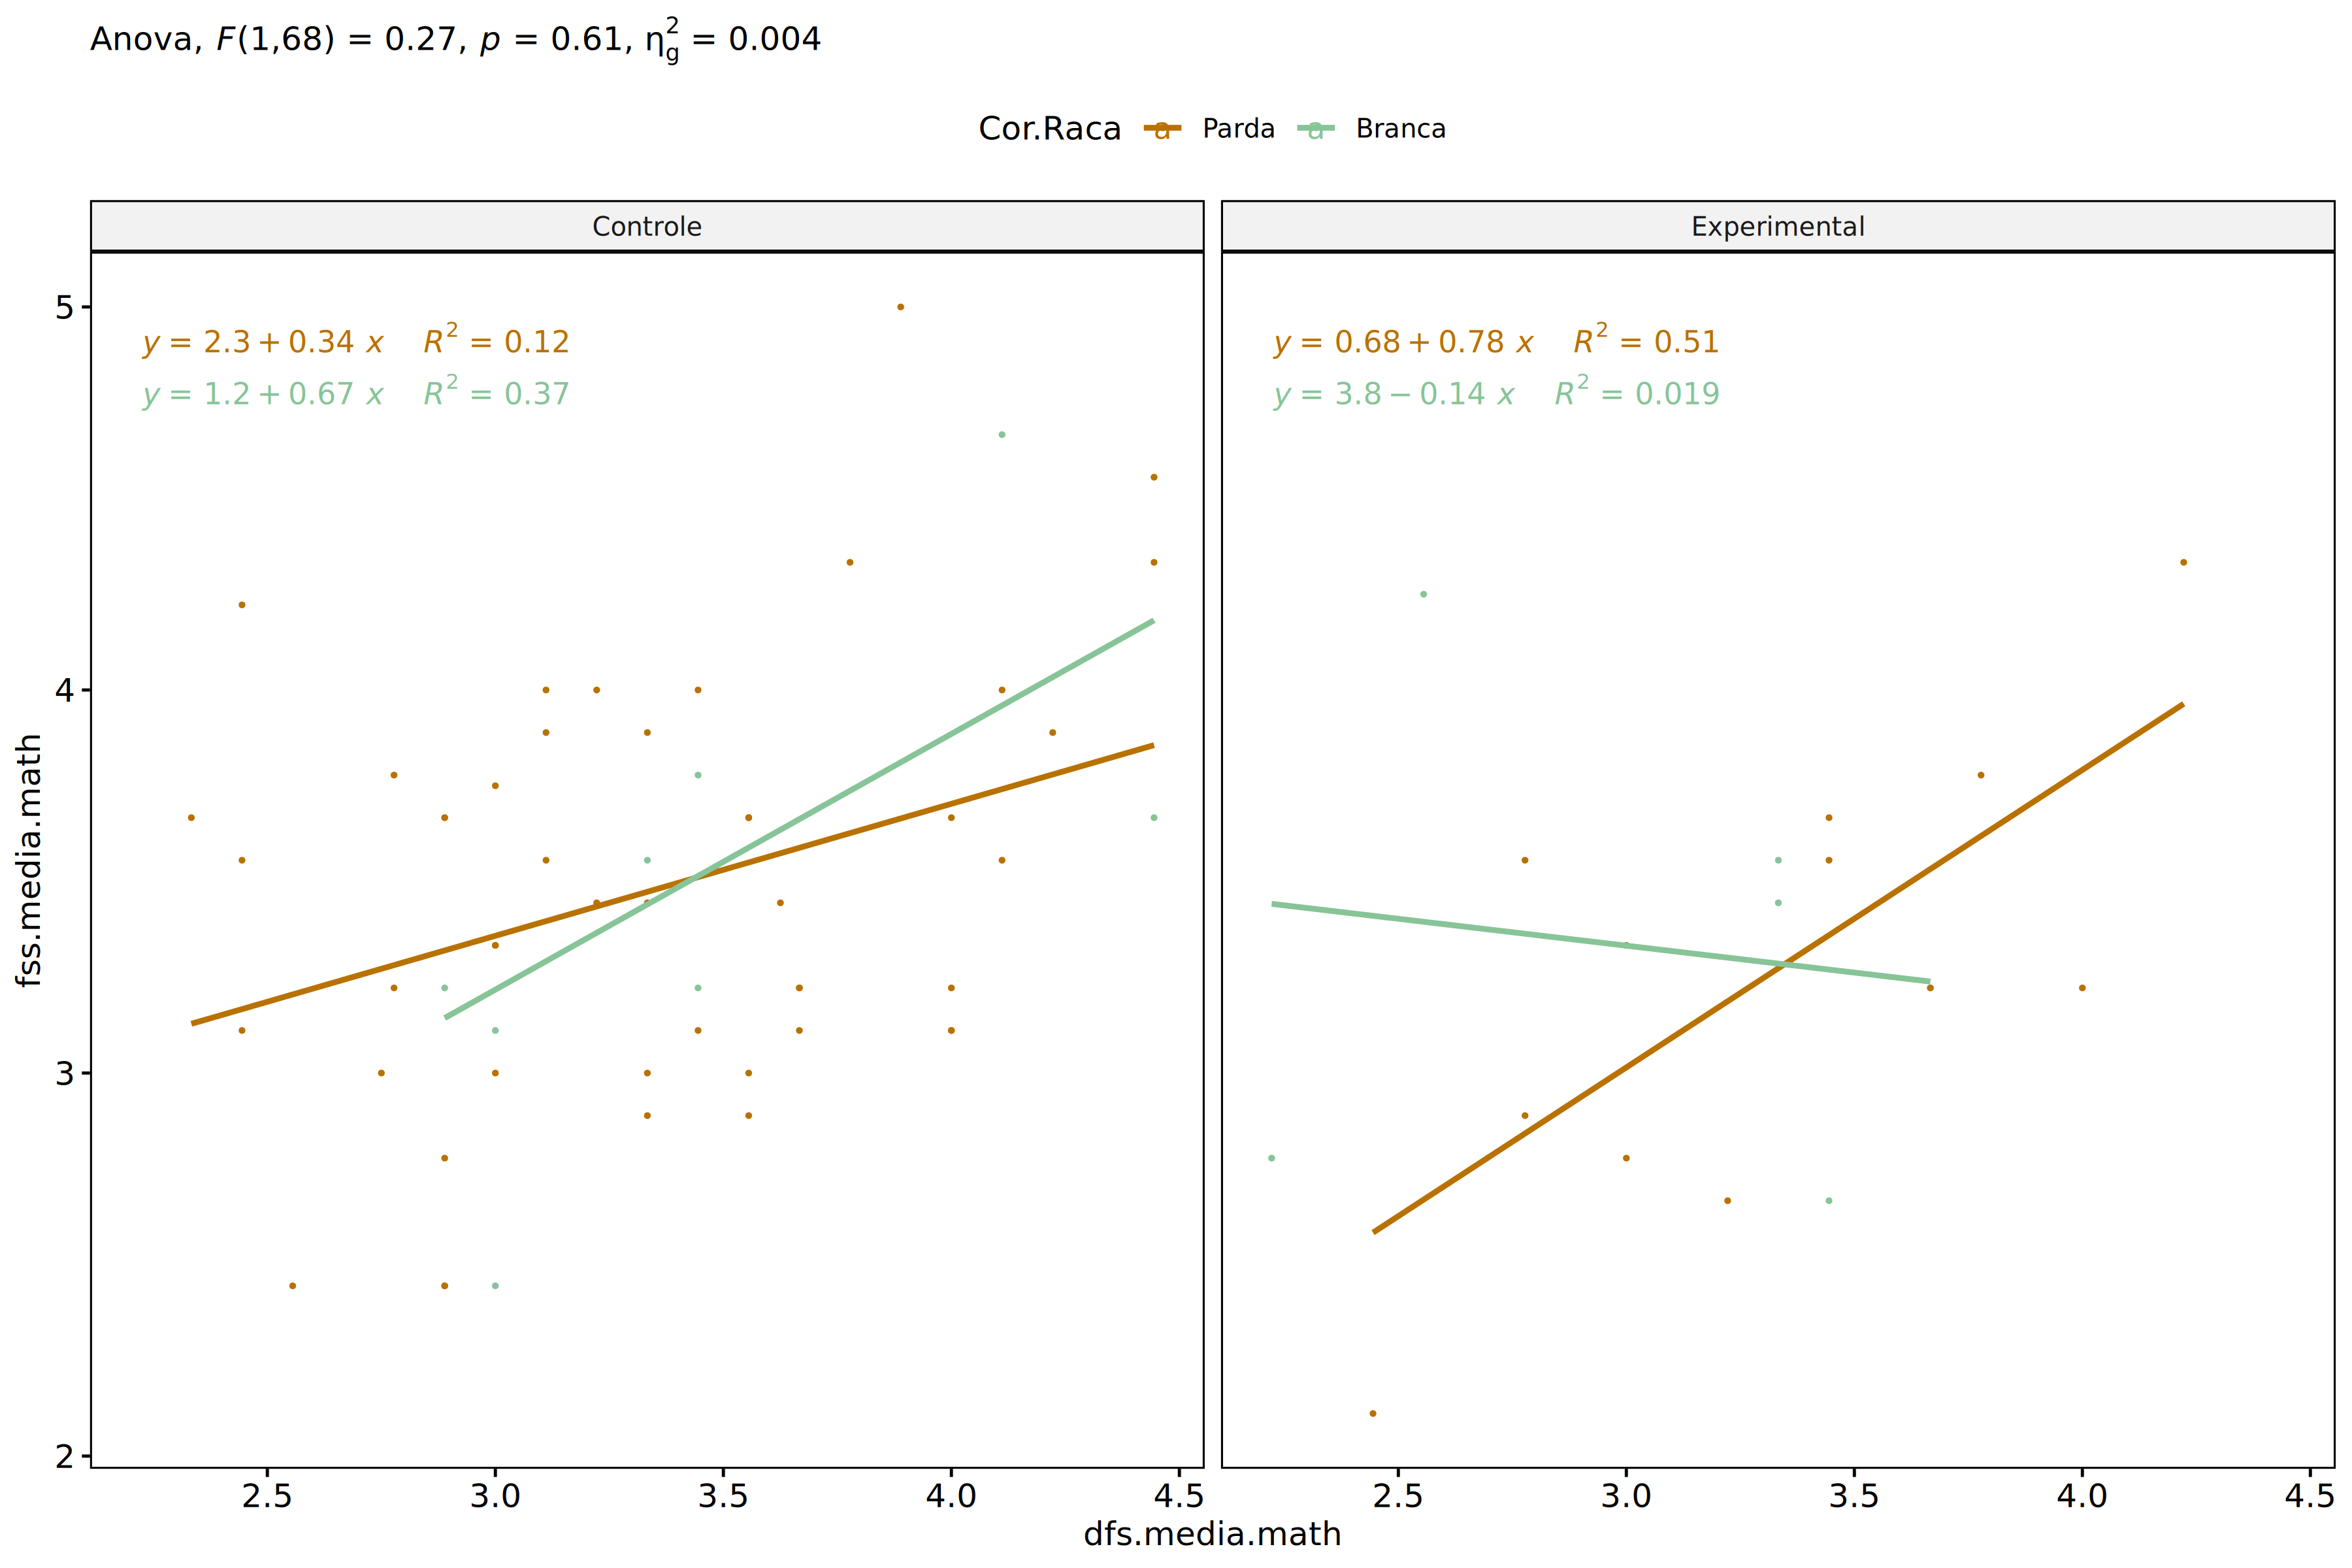 Anova, F(1,68) = 0.27, p = 0.61, η²g = 0.004
Cor.Raca a Parda a Branca
Controle
Experimental
y = 2.3 + 0.34 x R² = 0.12
y = 1.2 + 0.67 x R² = 0.37
y = 0.68 + 0.78 x R² = 0.51
y = 3.8 − 0.14 x R² = 0.019
fss.media.math
5
4
3
2
2.5 3.0 3.5 4.0 4.5
2.5 3.0 3.5 4.0 4.5
dfs.media.math